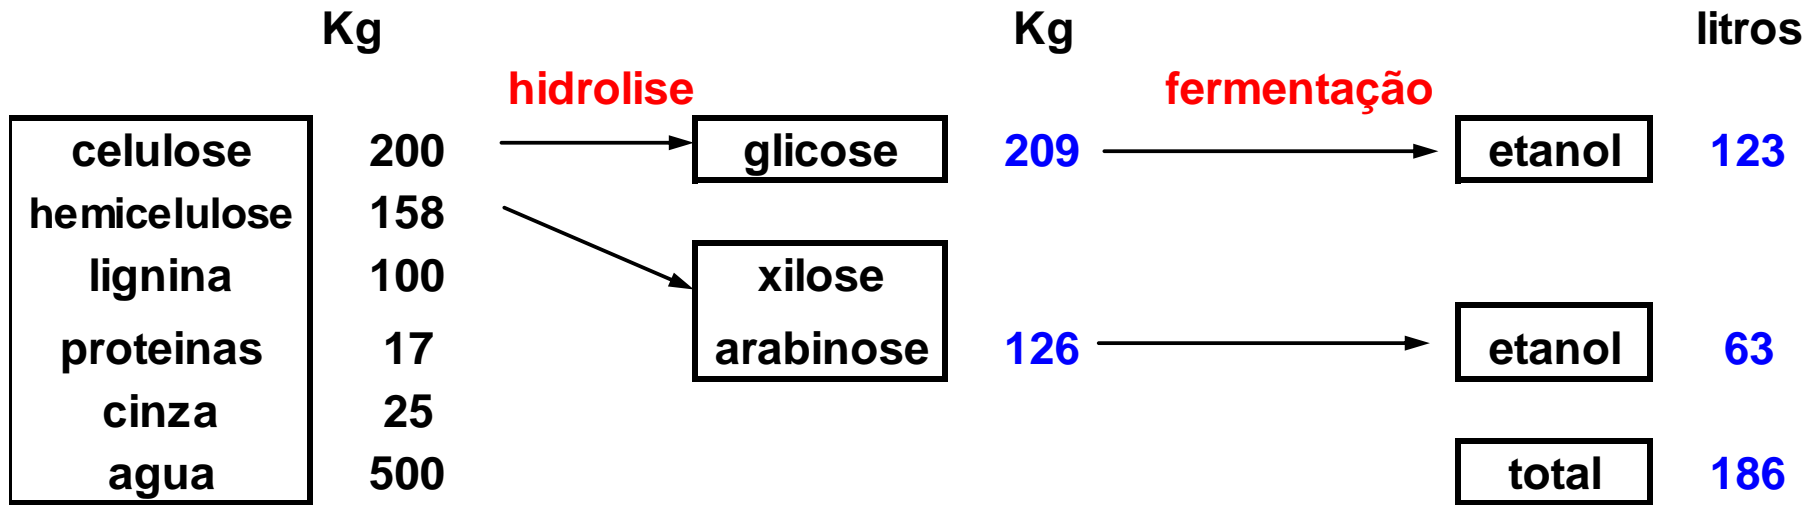 Kg Kg litros
hidrolise fermentação
celulose 200 glicose 209 etanol 123
hemicelulose 158
lignina 100 xilose
proteinas 17 arabinose 126 etanol 63
cinza 25
agua 500 total 186